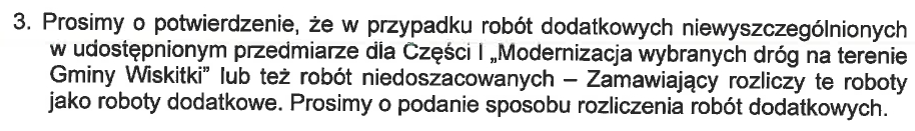 3. Prosimy o potwierdzenie, że w przypadku robót dodatkowych niewyszczególnionych
w udostępnionym przedmiarze dla Części I „Modernizacja wybranych dróg na terenie
Gminy Wiskitki" lub też robót niedoszacowanych – Zamawiający rozliczy te roboty
jako roboty dodatkowe. Prosimy o podanie sposobu rozliczenia robót dodatkowych.